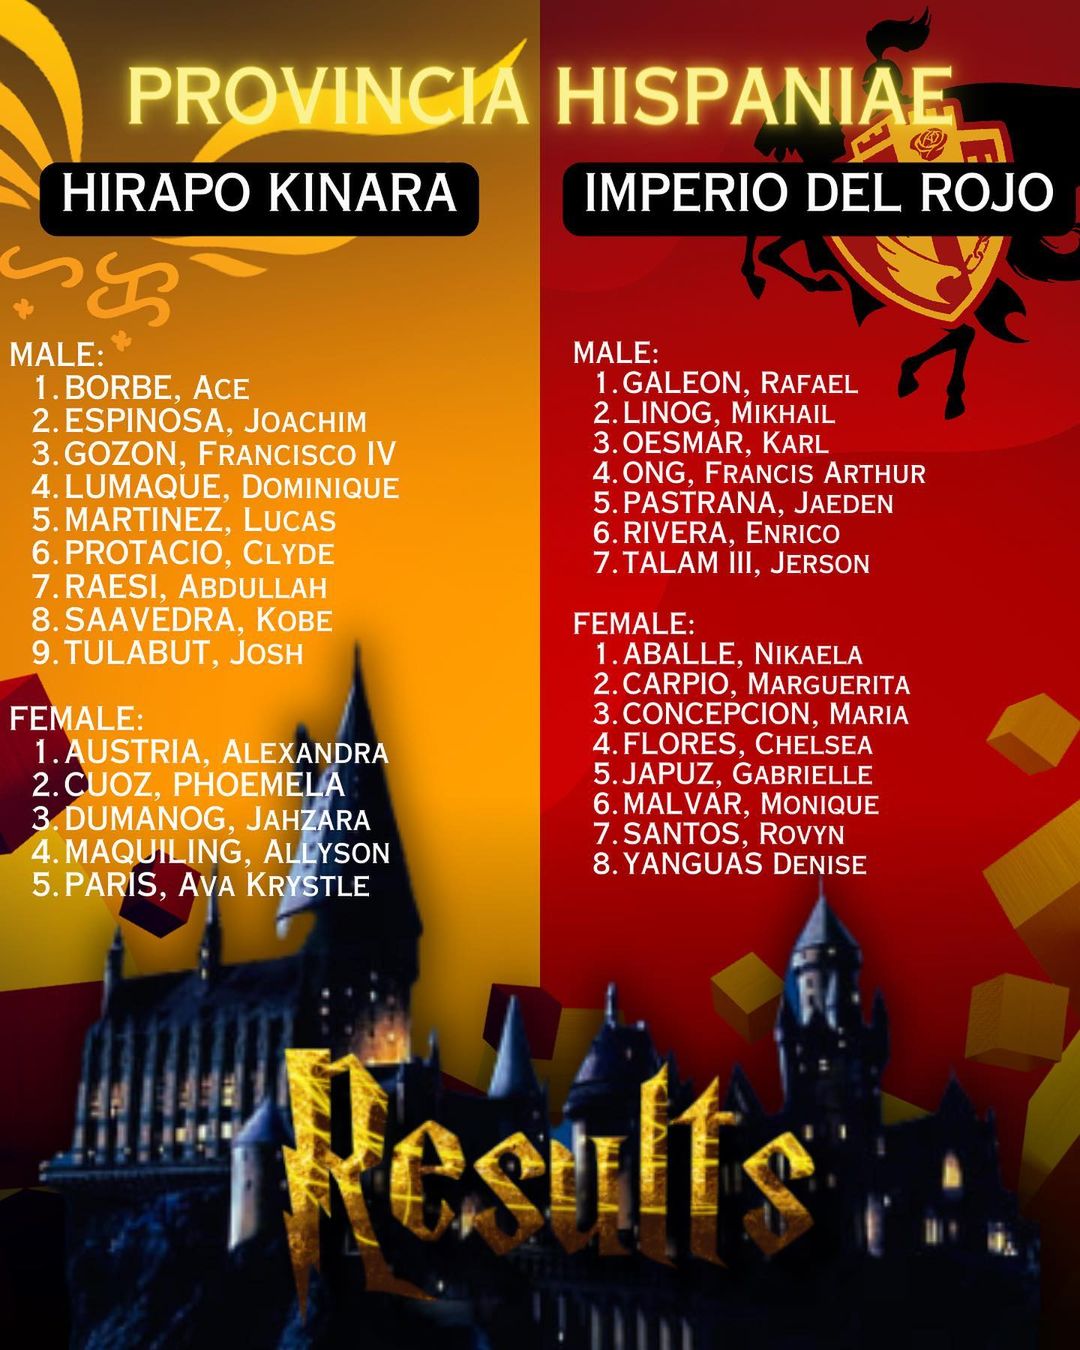 PROVINCIA HISPANIAE
HIRAPO KINARA
MALE:
1. BORBE, Ace
2. ESPINOSA, Joachim
3. GOZON, Francisco IV
4. LUMAQUE, Dominique
5. MARTINEZ, Lucas
6. PROTACIO, Clyde
7. RAESI, Abdullah
8. SAAVEDRA, Kobe
9. TULABUT, Josh
FEMALE:
1. AUSTRIA, Alexandra
2. CUOZ, PHOEMELA
3. DUMANOG, Jahzara
4. MAQUILING, Allyson
5. PARIS, Ava Krystle
IMPERIO DEL ROJO
MALE:
1. GALEON, Rafael
2. LINOG, Mikhail
3. OESMAR, Karl
4. ONG, Francis Arthur
5. PASTRANA, Jaeden
6. RIVERA, Enrico
7. TALAM III, Jerson
FEMALE:
1. ABALLE, Nikaela
2. CARPIO, Marguerita
3. CONCEPCION, Maria
4. FLORES, Chelsea
5. JAPUZ, Gabrielle
6. MALVAR, Monique
7. SANTOS, Rovyn
8. YANGUAS Denise
Results